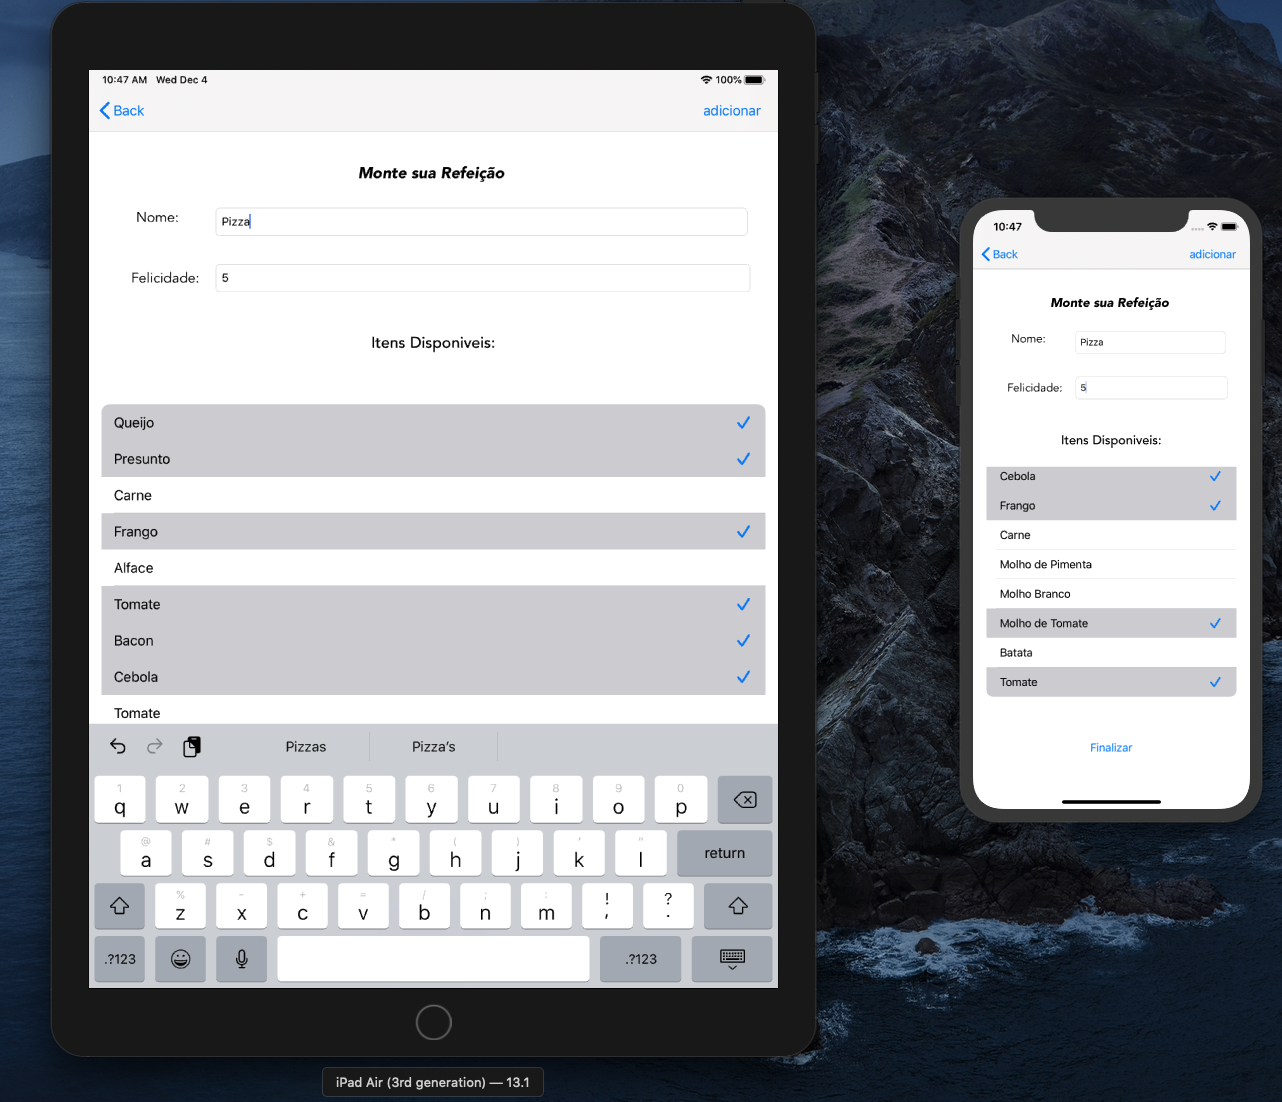 10:47 AM Wed Dec 4
100%
Back
adicionar
Monte sua Refeição
Nome:
Pizza
Felicidade:
5
Itens Disponiveis:
Queijo
Presunto
Carne
Frango
Alface
Tomate
Bacon
Cebola
Tomate
Pizzas
Pizza's
1 2 3 4 5 6 7 8 9 0
q w e r t y u i o p
@ # $ & * ( ) ' "
a s d f g h j k l
return
% - + = / ; : ! ?
z x c v b n m , .
.?123
.?123
iPad Air (3rd generation) — 13.1
10:47
Back
adicionar
Monte sua Refeição
Nome:
Pizza
Felicidade:
5
Itens Disponiveis:
Cebola
Frango
Carne
Molho de Pimenta
Molho Branco
Molho de Tomate
Batata
Tomate
Finalizar